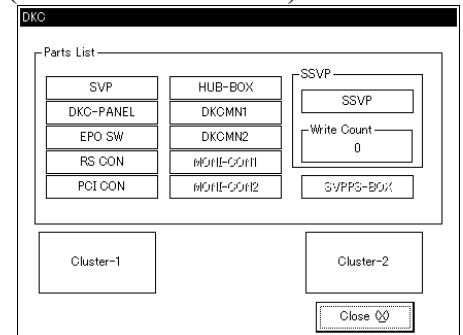 DKC
Parts List
SVP
DKC-PANEL
EPO SW
RS CON
PCI CON
HUB-BOX
DKCMN1
DKCMN2
MONI-CON1
MONI-CON2
SSVP
SSVP
Write Count
0
SVPPS-BOX
Cluster-1
Cluster-2
Close (X)